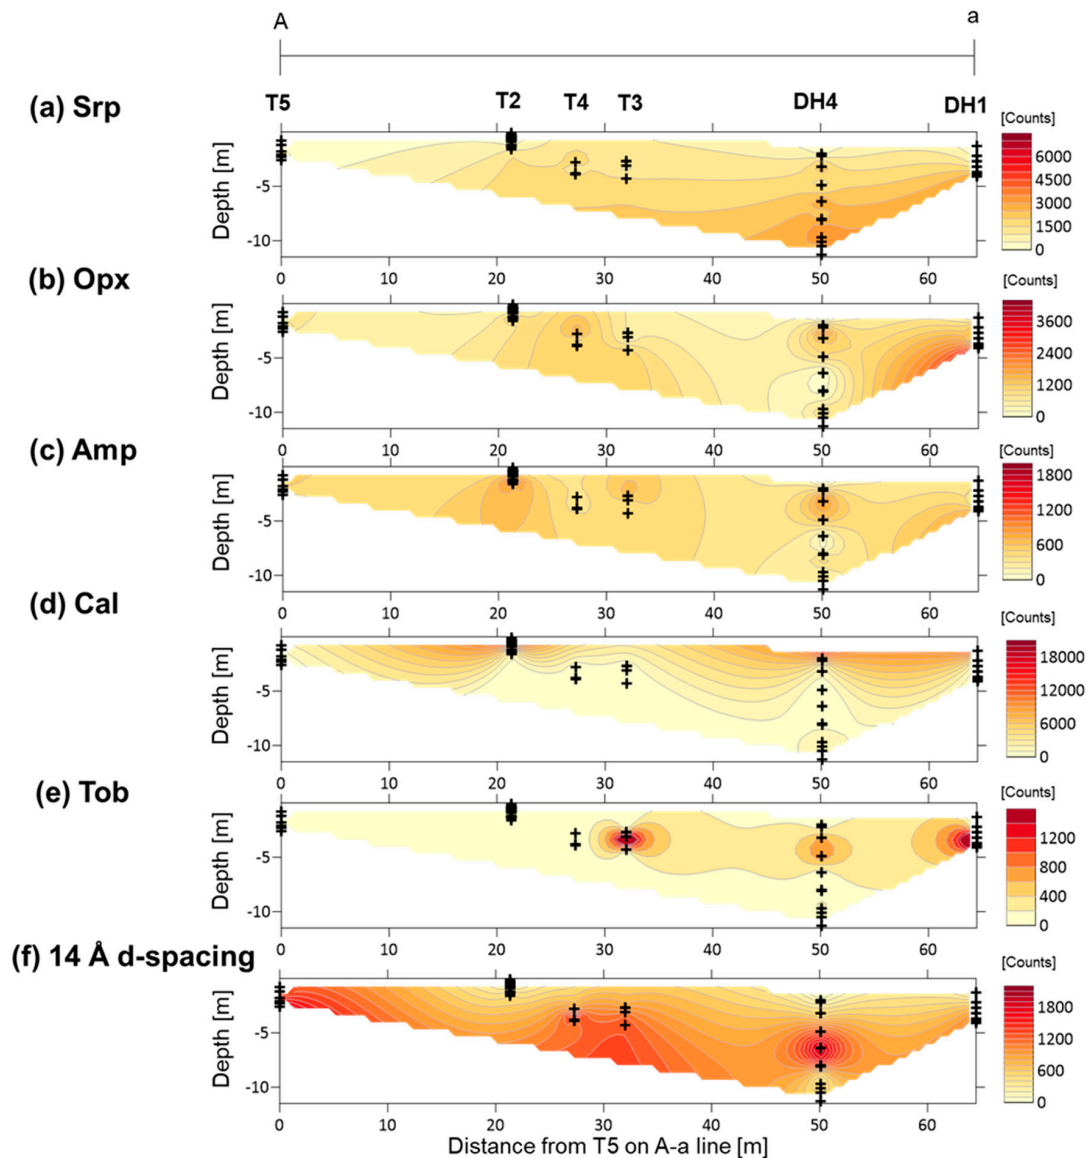 A a
(a) Srp
T5 T2 T4 T3 DH4 DH1
[Counts]
6000
4500
3000
1500
0
Depth [m]
-5
-10
0 10 20 30 40 50 60
(b) Opx
[Counts]
3600
2400
1200
0
Depth [m]
-5
-10
0 10 20 30 40 50 60
(c) Amp
[Counts]
1800
1200
600
0
Depth [m]
-5
-10
0 10 20 30 40 50 60
(d) Cal
[Counts]
18000
12000
6000
0
Depth [m]
-5
-10
0 10 20 30 40 50 60
(e) Tob
[Counts]
1200
800
400
0
Depth [m]
-5
-10
0 10 20 30 40 50 60
(f) 14 Å d-spacing
[Counts]
1800
1200
600
0
Depth [m]
-5
-10
0 10 20 30 40 50 60
Distance from T5 on A-a line [m]